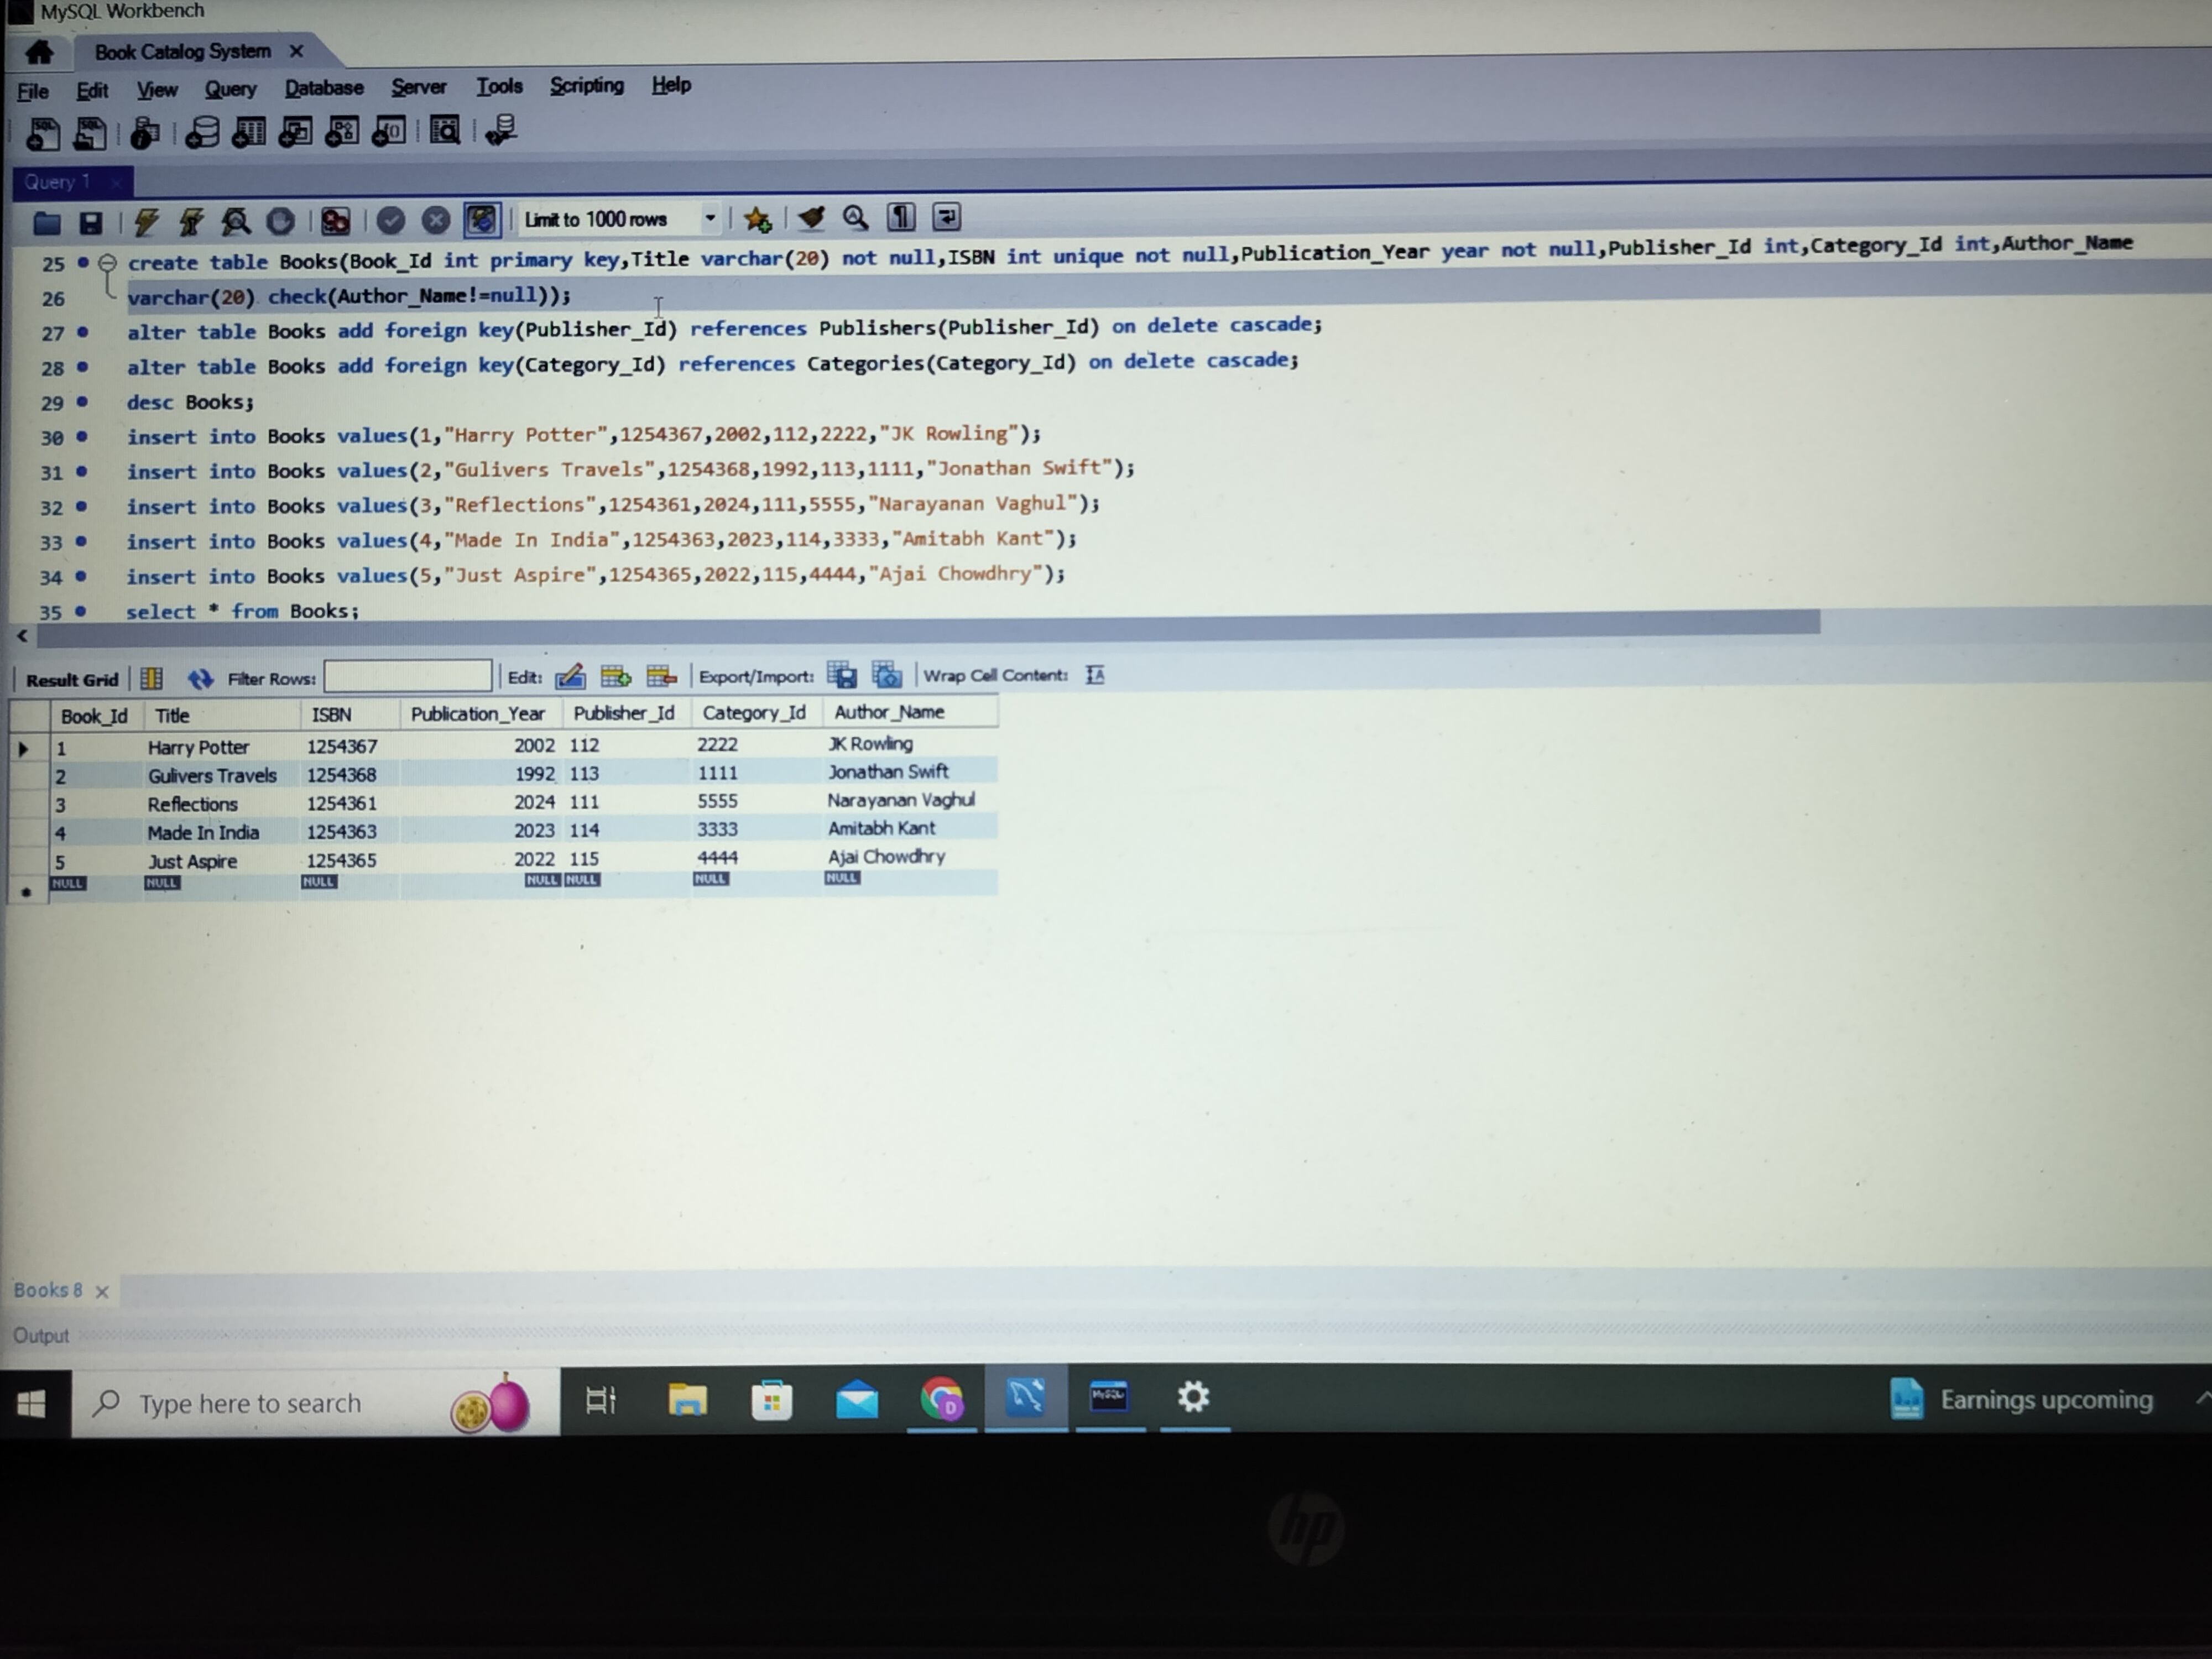 MySQL Workbench
Book Catalog System
File Edit View Query Database Server Tools Scripting Help
Query 1
Limit to 1000 rows
25 create table Books(Book_Id int primary key,Title varchar(20) not null,ISBN int unique not null,Publication_Year year not null,Publisher_Id int,Category_Id int,Author_Name
26 varchar(20) check(Author_Name!=null));
27 alter table Books add foreign key(Publisher_Id) references Publishers(Publisher_Id) on delete cascade;
28 alter table Books add foreign key(Category_Id) references Categories(Category_Id) on delete cascade;
29 desc Books;
30 insert into Books values(1,"Harry Potter",1254367,2002,112,2222,"JK Rowling");
31 insert into Books values(2,"Gulivers Travels",1254368,1992,113,1111,"Jonathan Swift");
32 insert into Books values(3,"Reflections",1254361,2024,111,5555,"Narayanan Vaghul");
33 insert into Books values(4,"Made In India",1254363,2023,114,3333,"Amitabh Kant");
34 insert into Books values(5,"Just Aspire",1254365,2022,115,4444,"Ajai Chowdhry");
35 select * from Books;
Result Grid Filter Rows: Edit: Export/Import: Wrap Cell Content:
Book_Id Title ISBN Publication_Year Publisher_Id Category_Id Author_Name
1 Harry Potter 1254367 2002 112 2222 JK Rowling
2 Gulivers Travels 1254368 1992 113 1111 Jonathan Swift
3 Reflections 1254361 2024 111 5555 Narayanan Vaghul
4 Made In India 1254363 2023 114 3333 Amitabh Kant
5 Just Aspire 1254365 2022 115 4444 Ajai Chowdhry
NULL NULL NULL NULL NULL NULL NULL
Books 8
Output
Type here to search D MySQL Earnings upcoming
hp